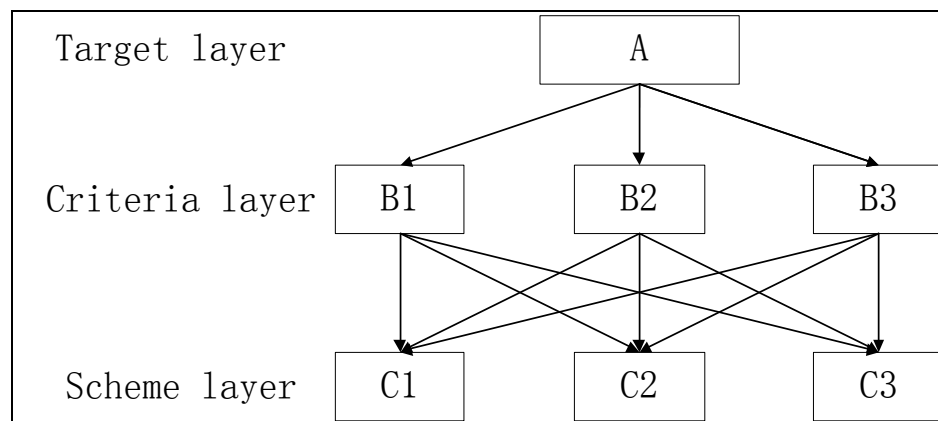 Target layer
A
Criteria layer
B1
B2
B3
Scheme layer
C1
C2
C3